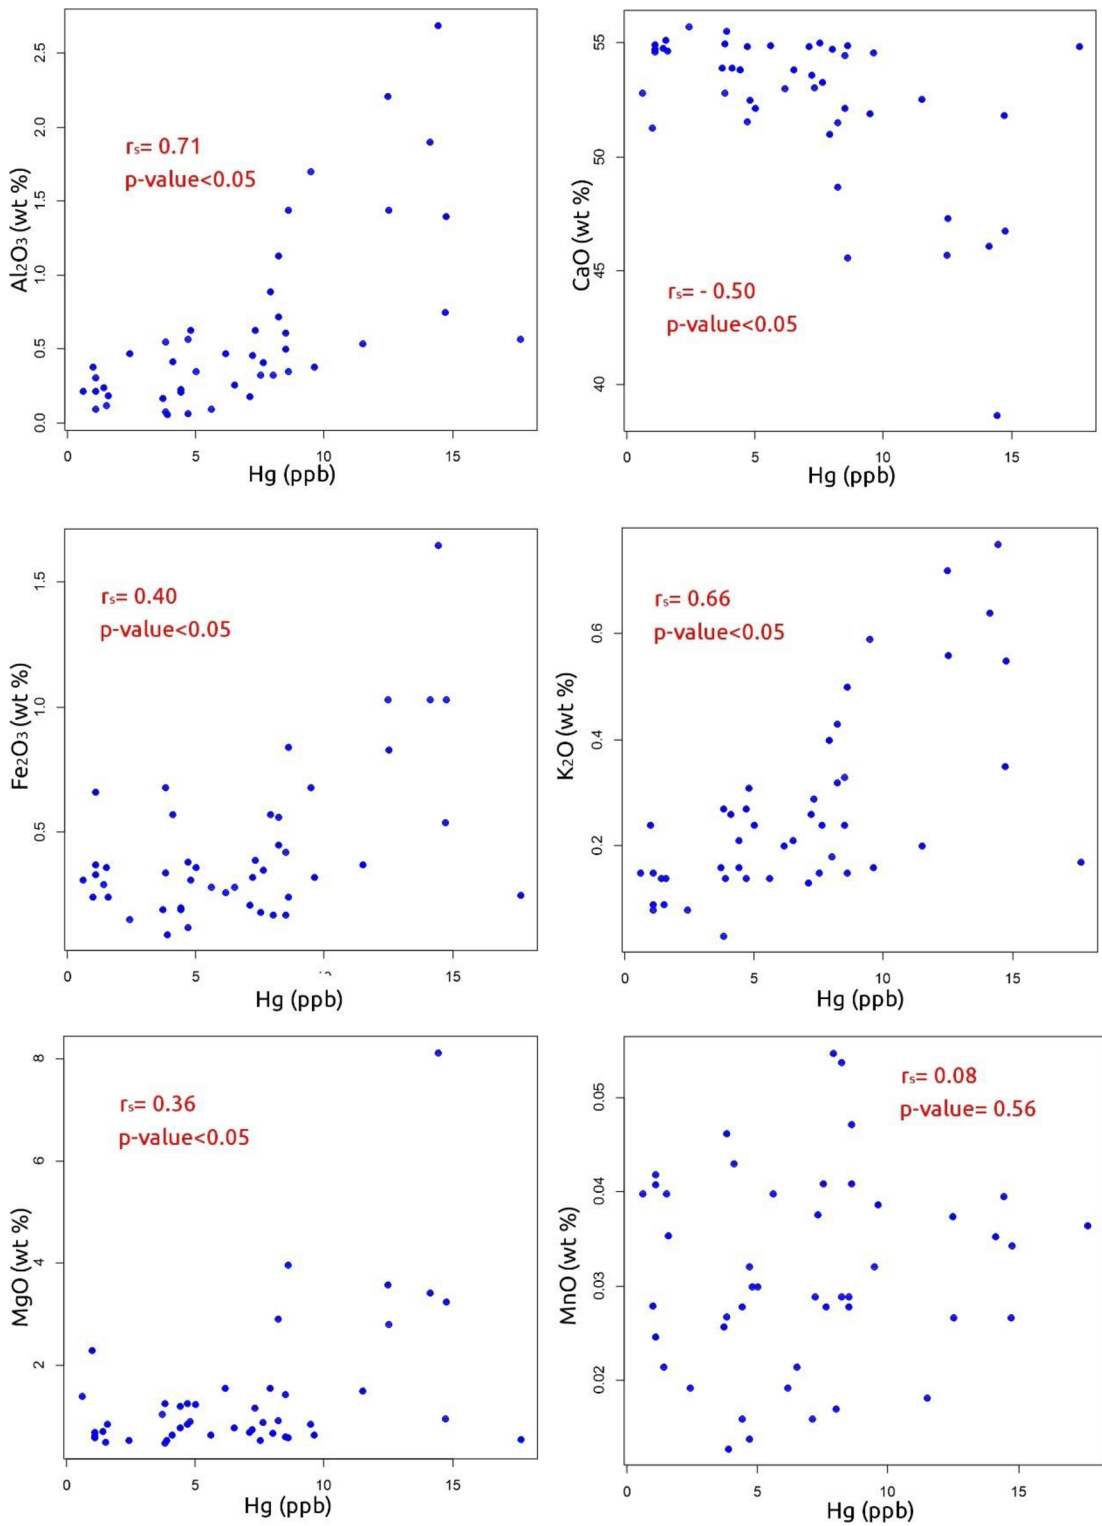 Al₂O₃ (wt %)
2.5
2.0
1.5
1.0
0.5
0.0
rₛ= 0.71
p-value<0.05
0 5 10 15
Hg (ppb)
CaO (wt %)
55
50
45
40
rₛ= - 0.50
p-value<0.05
0 5 10 15
Hg (ppb)
Fe₂O₃ (wt %)
1.5
1.0
0.5
rₛ= 0.40
p-value<0.05
0 5 15
Hg (ppb)
K₂O (wt %)
0.6
0.4
0.2
rₛ= 0.66
p-value<0.05
0 5 10 15
Hg (ppb)
MgO (wt %)
8
6
4
2
rₛ= 0.36
p-value<0.05
0 5 10 15
Hg (ppb)
MnO (wt %)
0.05
0.04
0.03
0.02
rₛ= 0.08
p-value= 0.56
0 5 10 15
Hg (ppb)